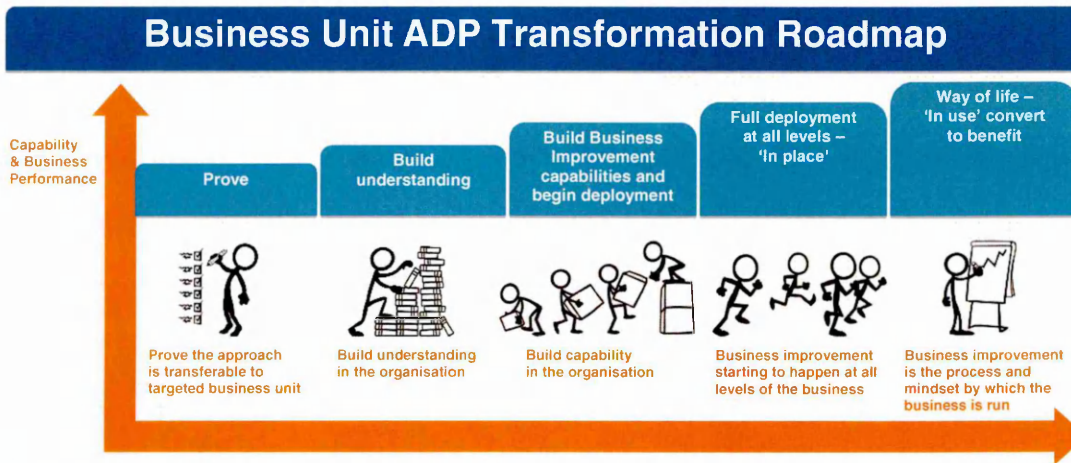 Business Unit ADP Transformation Roadmap
Capability
& Business
Performance
Prove
Build
understanding
Build Business
Improvement
capabilities and
begin deployment
Full deployment
at all levels –
'In place'
Way of life –
'In use' convert
to benefit
Prove the approach
is transferable to
targeted business unit
Build understanding
in the organisation
Build capability
in the organisation
Business improvement
starting to happen at all
levels of the business
Business improvement
is the process and
mindset by which the
business is run